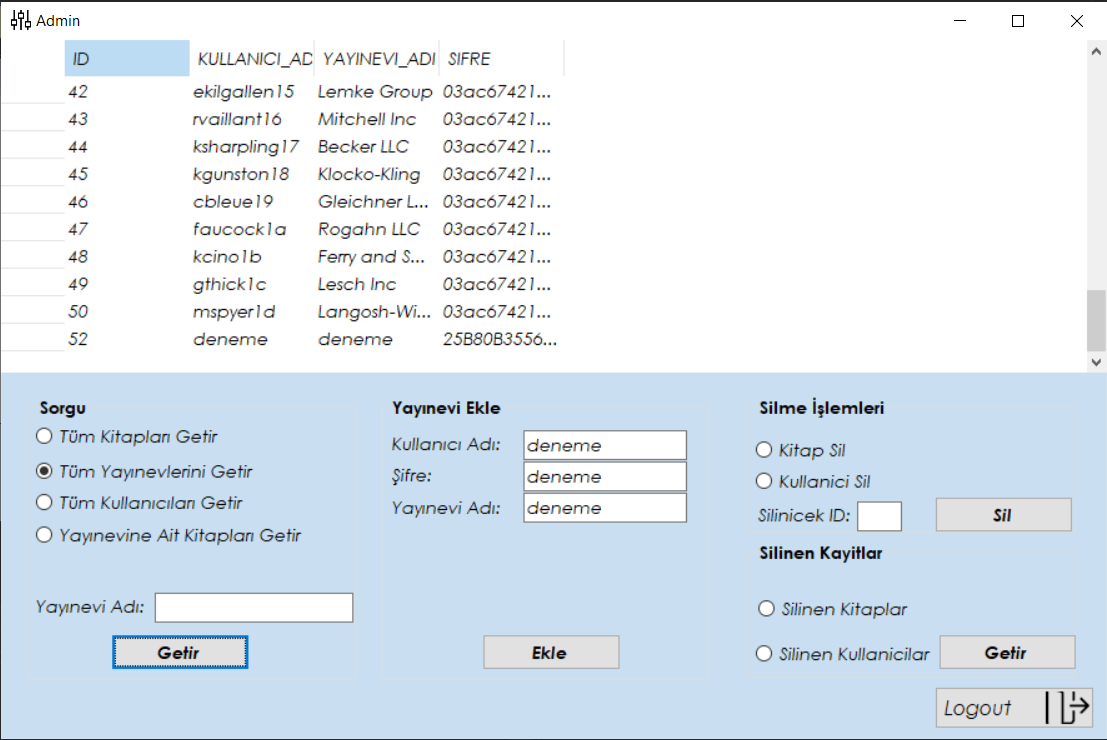 Admin
ID KULLANICI_AD YAYINEVI_ADI SIFRE
42 ekilgallen15 Lemke Group 03ac67421...
43 rvaillant16 Mitchell Inc 03ac67421...
44 ksharpling17 Becker LLC 03ac67421...
45 kgunston18 Klocko-Kling 03ac67421...
46 cbleue19 Gleichner L... 03ac67421...
47 faucock1a Rogahn LLC 03ac67421...
48 kcino1b Ferry and S... 03ac67421...
49 gthick1c Lesch Inc 03ac67421...
50 mspyer1d Langosh-Wi... 03ac67421...
52 deneme deneme 25B80B3556...
Sorgu
Tüm Kitapları Getir
Tüm Yayınevlerini Getir
Tüm Kullanıcıları Getir
Yayınevine Ait Kitapları Getir
Yayınevi Adı:
Getir
Yayınevi Ekle
Kullanıcı Adı: deneme
Şifre: deneme
Yayınevi Adı: deneme
Ekle
Silme İşlemleri
Kitap Sil
Kullanici Sil
Silinicek ID: Sil
Silinen Kayitlar
Silinen Kitaplar
Silinen Kullanicilar Getir
Logout